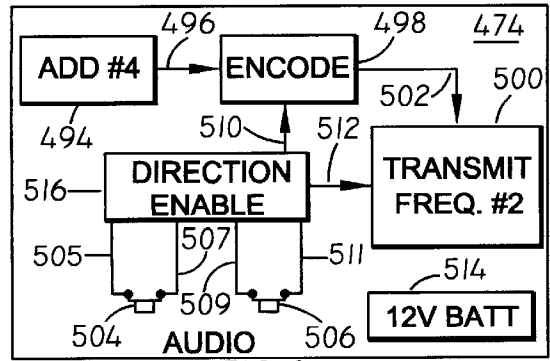 496
498
474
ADD #4
ENCODE
500
494
502
510
512
516
DIRECTION
ENABLE
TRANSMIT
FREQ. #2
505
507
511
514
509
504
506
12V BATT
AUDIO